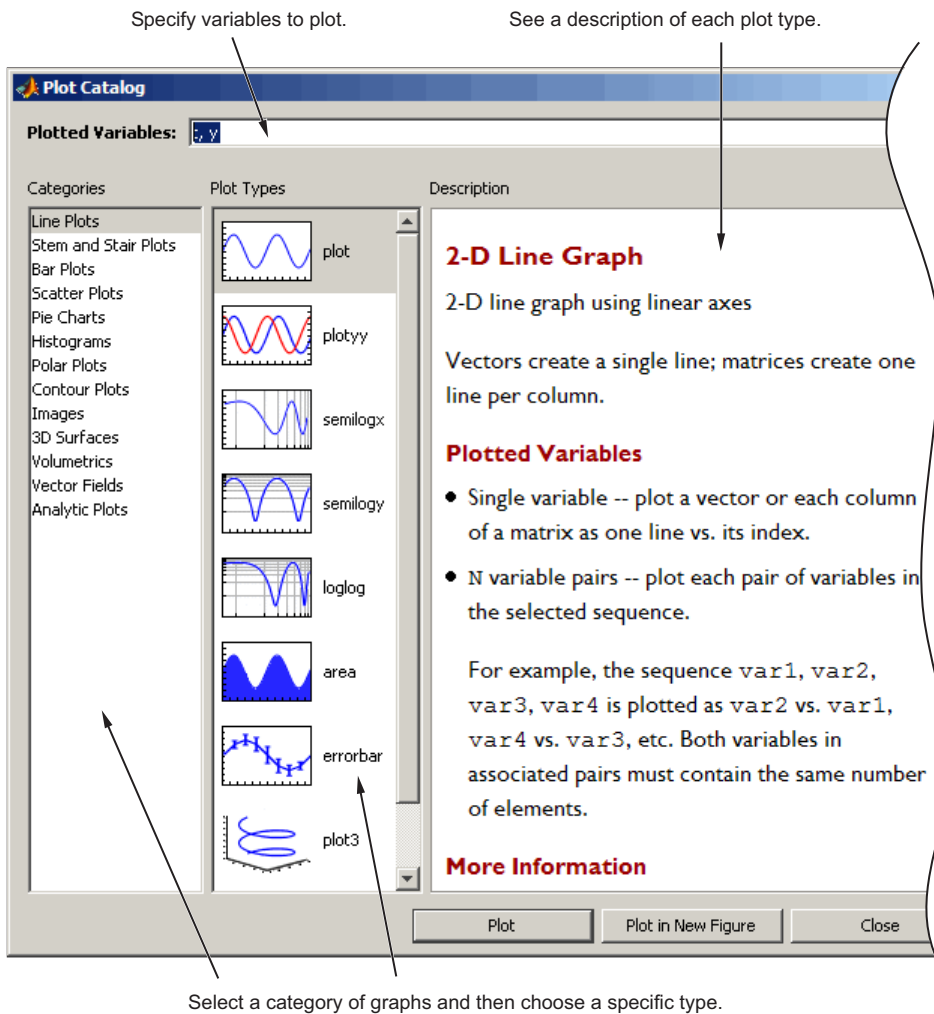 Specify variables to plot.
See a description of each plot type.
Plot Catalog
Plotted Variables:
t, y
Categories
Line Plots
Stem and Stair Plots
Bar Plots
Scatter Plots
Pie Charts
Histograms
Polar Plots
Contour Plots
Images
3D Surfaces
Volumetrics
Vector Fields
Analytic Plots
Plot Types
plot
plotyy
semilogx
semilogy
loglog
area
errorbar
plot3
Description
2-D Line Graph
2-D line graph using linear axes
Vectors create a single line; matrices create one
line per column.
Plotted Variables
● Single variable -- plot a vector or each column
of a matrix as one line vs. its index.
● N variable pairs -- plot each pair of variables in
the selected sequence.
For example, the sequence var1, var2,
var3, var4 is plotted as var2 vs. var1,
var4 vs. var3, etc. Both variables in
associated pairs must contain the same number
of elements.
More Information
Plot
Plot in New Figure
Close
Select a category of graphs and then choose a specific type.